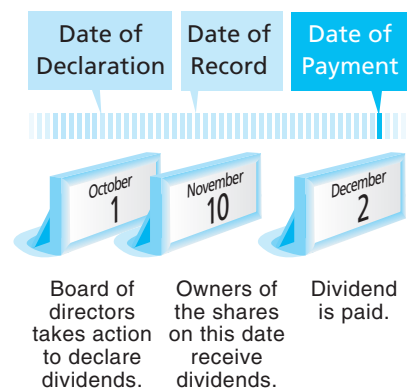 Date of
Declaration
Date of
Record
Date of
Payment
October
1
November
10
December
2
Board of
directors
takes action
to declare
dividends.
Owners of
the shares
on this date
receive
dividends.
Dividend
is paid.